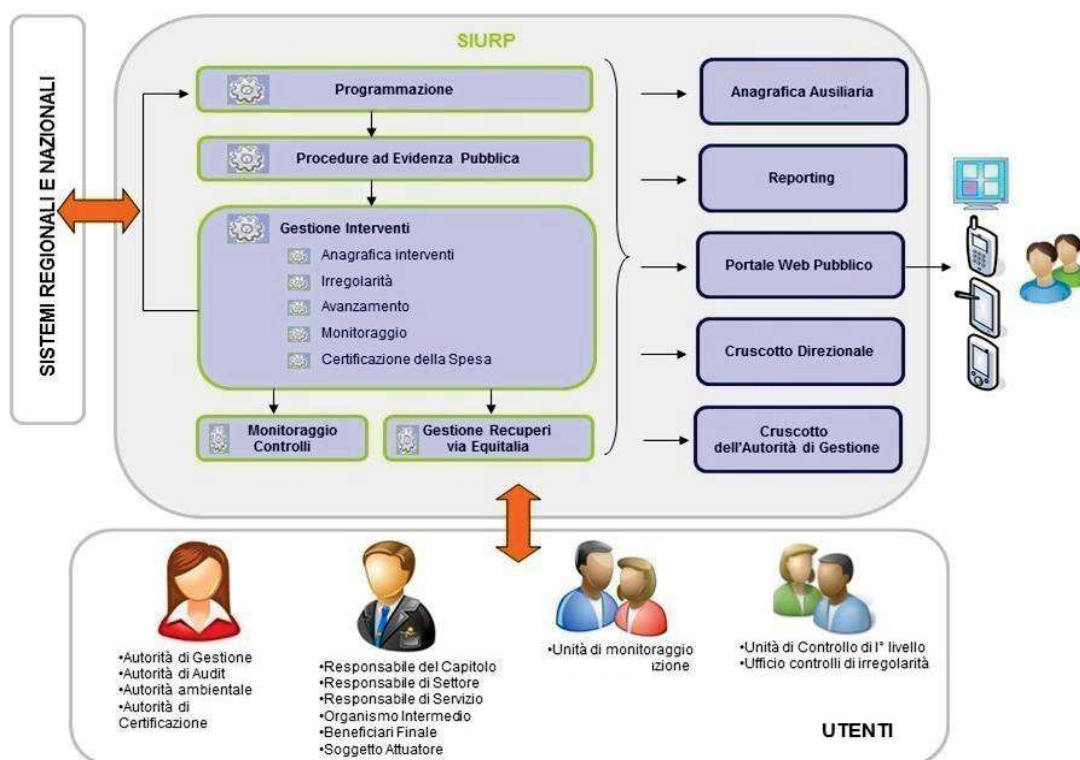 SIURP
SISTEMI REGIONALI E NAZIONALI
Programmazione
Procedure ad Evidenza Pubblica
Gestione Interventi
Anagrafica interventi
Irregolarità
Avanzamento
Monitoraggio
Certificazione della Spesa
Monitoraggio
Controlli
Gestione Recuperi
via Equitalia
Anagrafica Ausiliaria
Reporting
Portale Web Pubblico
Cruscotto Direzionale
Cruscotto
dell'Autorità di Gestione
•Autorità di Gestione
•Autorità di Audit
•Autorità ambientale
•Autorità di
Certificazione
•Responsabile del Capitolo
•Responsabile di Settore
•Responsabile di Servizio
•Organismo Intermedio
•Beneficiari Finale
•Soggetto Attuatore
•Unità di monitoraggio
•Unità di Controllo di I° livello
•Ufficio controlli di irregolarità
UTENTI